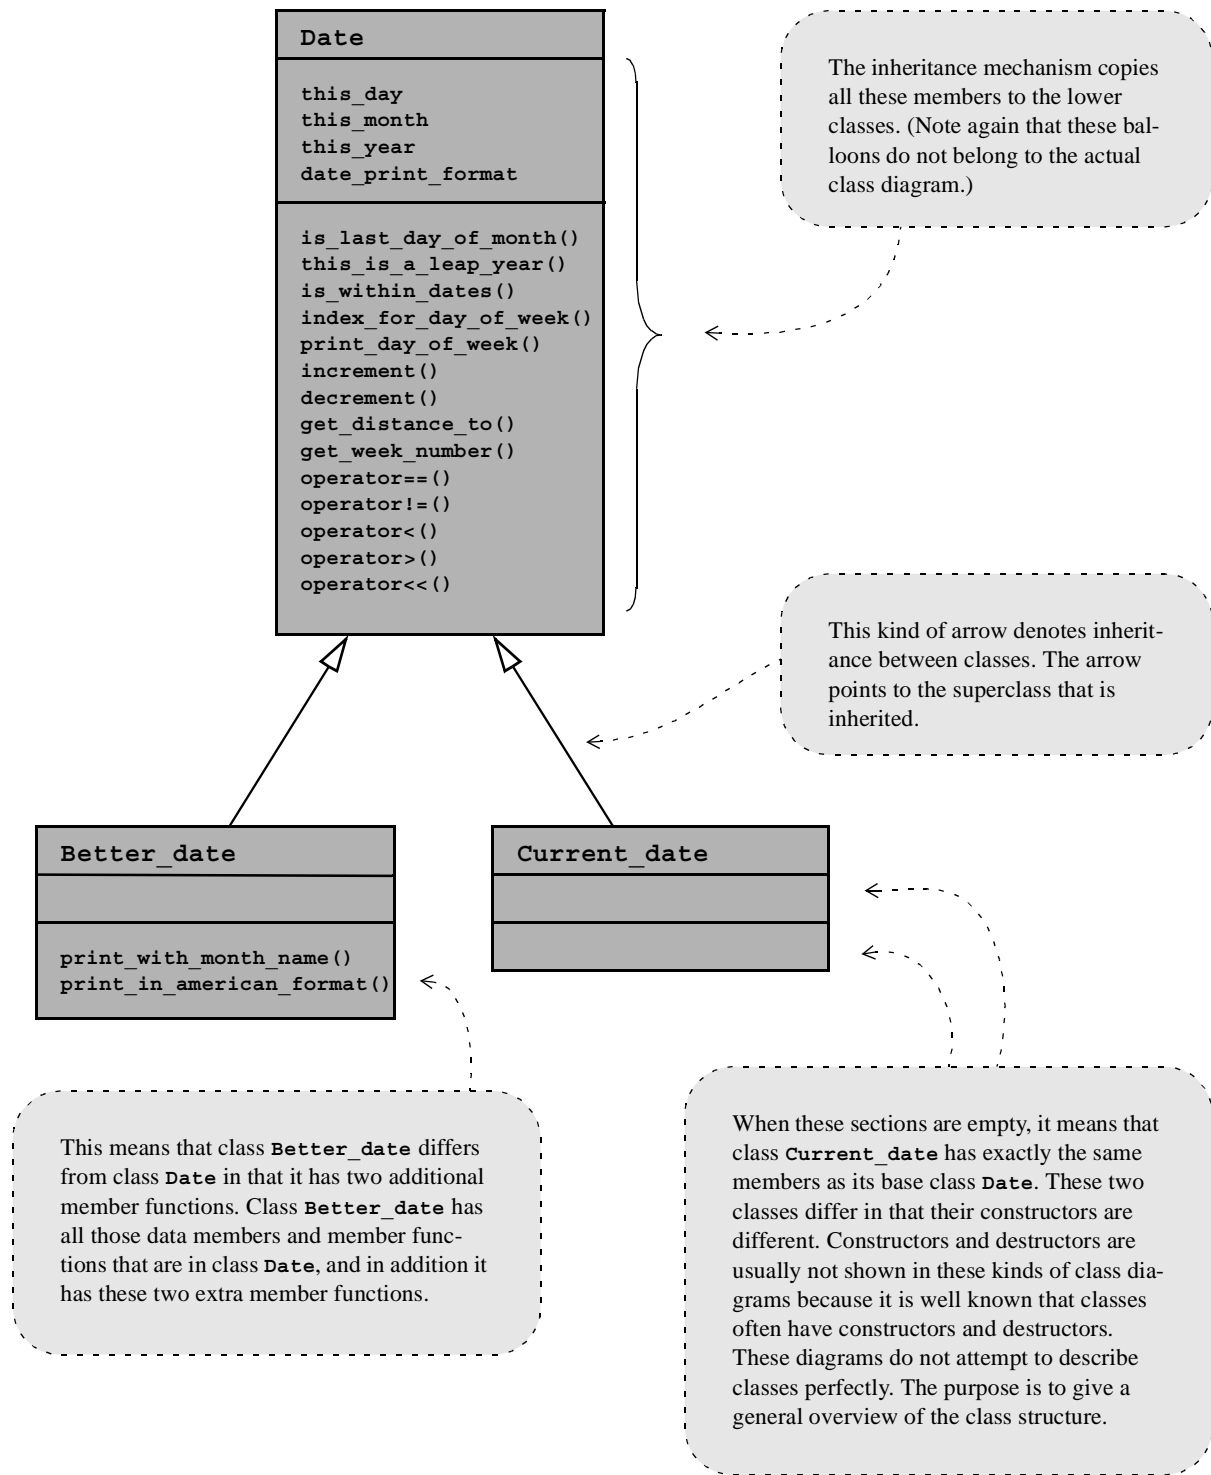 Date
this_day
this_month
this_year
date_print_format
is_last_day_of_month()
this_is_a_leap_year()
is_within_dates()
index_for_day_of_week()
print_day_of_week()
increment()
decrement()
get_distance_to()
get_week_number()
operator==()
operator!=()
operator<()
operator>()
operator<<()
The inheritance mechanism copies
all these members to the lower
classes. (Note again that these bal-
loons do not belong to the actual
class diagram.)
This kind of arrow denotes inherit-
ance between classes. The arrow
points to the superclass that is
inherited.
Better_date
print_with_month_name()
print_in_american_format()
Current_date
This means that class Better_date differs
from class Date in that it has two additional
member functions. Class Better_date has
all those data members and member func-
tions that are in class Date, and in addition it
has these two extra member functions.
When these sections are empty, it means that
class Current_date has exactly the same
members as its base class Date. These two
classes differ in that their constructors are
different. Constructors and destructors are
usually not shown in these kinds of class dia-
grams because it is well known that classes
often have constructors and destructors.
These diagrams do not attempt to describe
classes perfectly. The purpose is to give a
general overview of the class structure.